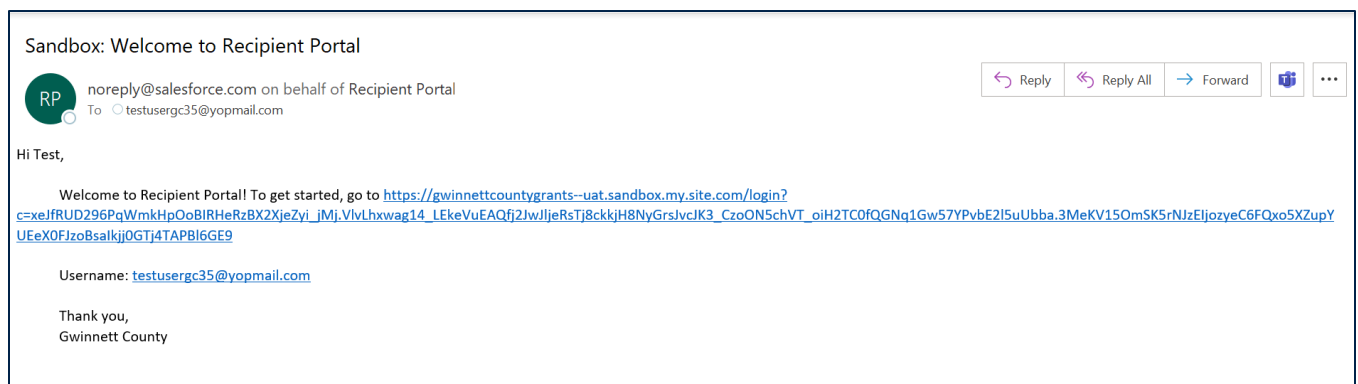 Sandbox: Welcome to Recipient Portal
RP
noreply@salesforce.com on behalf of Recipient Portal
To testusergc35@yopmail.com
Reply
Reply All
Forward
Hi Test,
Welcome to Recipient Portal! To get started, go to https://gwinnettcountygrants--uat.sandbox.my.site.com/login?
c=xeJfRUD296PqWmkHpOoBIRHeRzBX2XjeZyi_jMj.VlvLhxwag14_LEkeVuEAQfj2JwJljeRsTj8ckkjH8NyGrsJvcJK3_CzoON5chVT_oiH2TC0fQGNq1Gw57YPvbE2l5uUbba.3MeKV15OmSK5rNJzEIjozyeC6FQxo5XZupY
UEeX0FJzoBsaIkjj0GTj4TAPBl6GE9
Username: testusergc35@yopmail.com
Thank you,
Gwinnett County